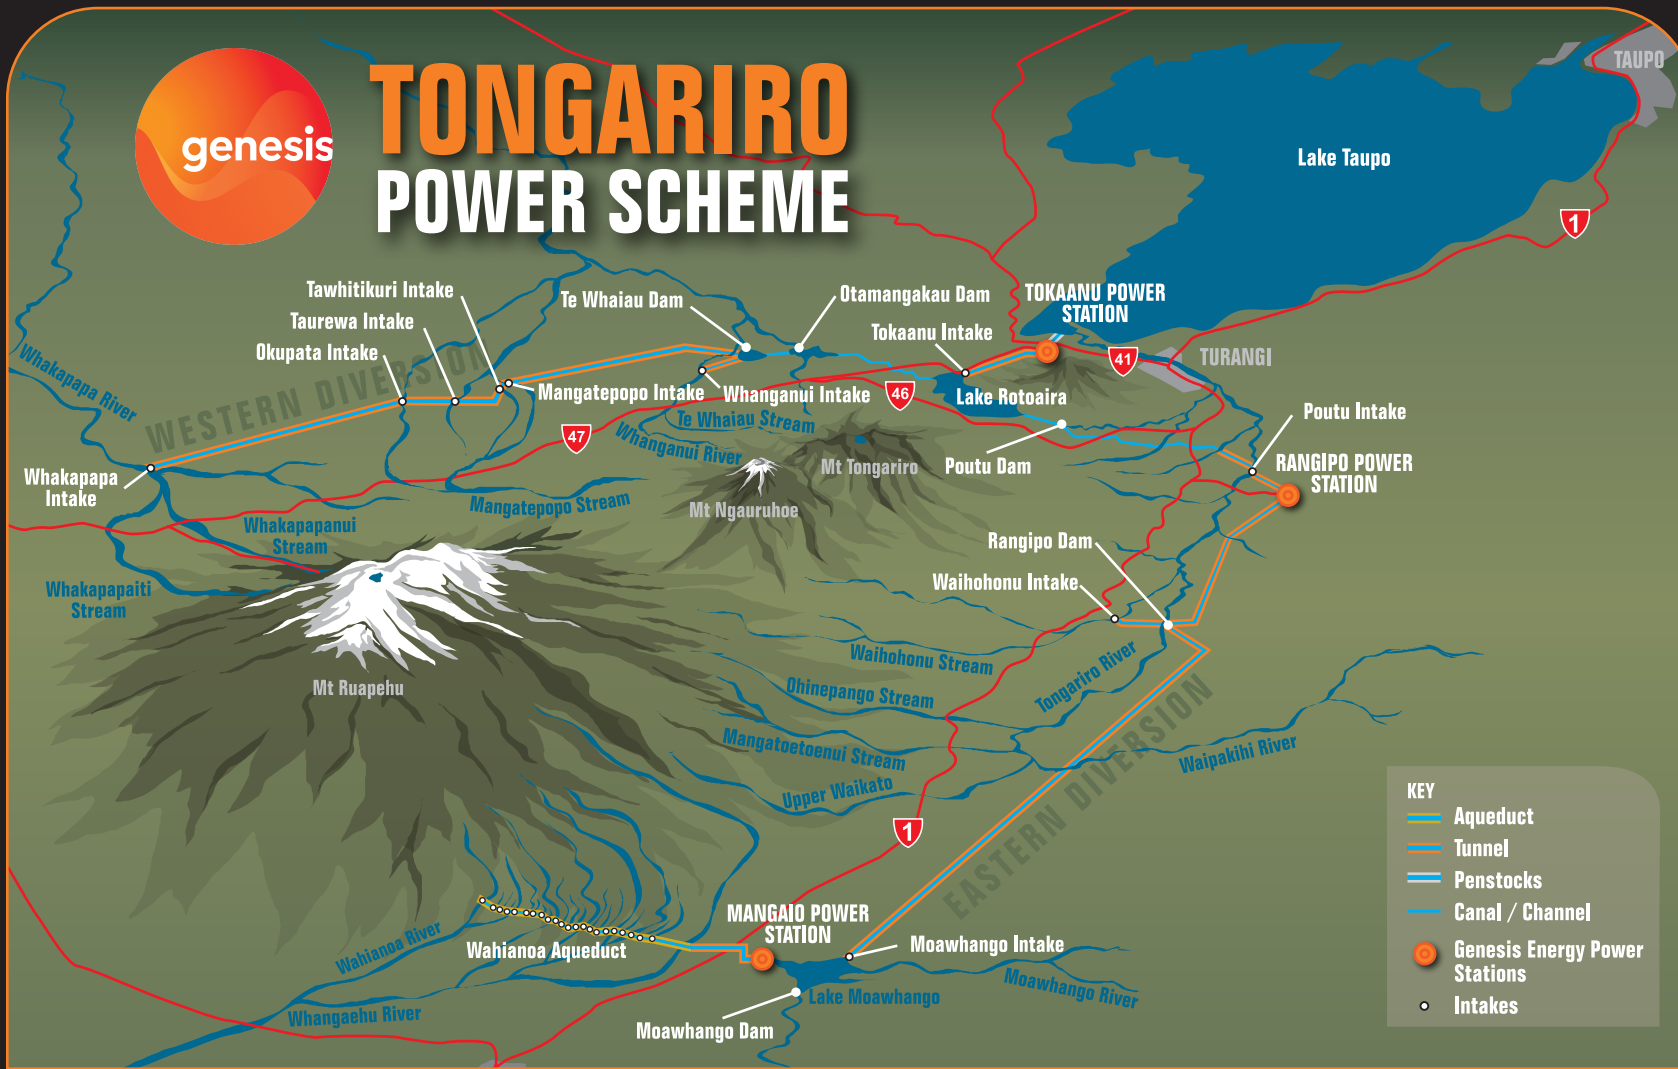 genesis
TONGARIRO
POWER SCHEME
TAUPO
Lake Taupo
1
Tawhitikuri Intake
Taurewa Intake
Okupata Intake
Te Whaiau Dam
Otamangakau Dam
Tokaanu Intake
TOKAANU POWER
STATION
41
TURANGI
Whakapapa River
WESTERN DIVERSION
Mangatepopo Intake
Whanganui Intake
46
Lake Rotoaira
Poutu Intake
47
Te Whaiau Stream
Whanganui River
Mt Tongariro
Poutu Dam
RANGIPO POWER
STATION
Whakapapa
Intake
Mangatepopo Stream
Mt Ngauruhoe
Whakapapanui
Stream
Rangipo Dam
Waihohonu Intake
Whakapapaiti
Stream
Mt Ruapehu
Waihohonu Stream
Ohinepango Stream
Tongariro River
Mangatoetoenui Stream
Upper Waikato
Waipakihi River
EASTERN DIVERSION
1
MANGAIO POWER
STATION
Wahianoa River
Wahianoa Aqueduct
Moawhango Intake
Moawhango River
Lake Moawhango
Whangaehu River
Moawhango Dam
KEY
Aqueduct
Tunnel
Penstocks
Canal / Channel
Genesis Energy Power
Stations
Intakes